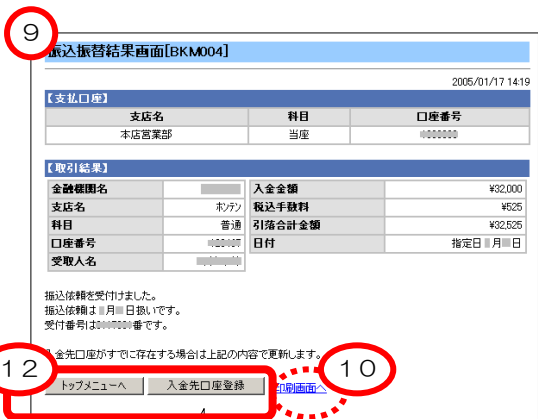 9
振込振替結果画面[BKM004]
2005/01/17 14:19
【支払口座】
支店名 科目 口座番号
本店営業部 当座
【取引結果】
金融機関名 入金金額 ¥32,000
支店名 ホンテン 税込手数料 ¥525
科目 普通 引落合計金額 ¥32,525
口座番号 日付 指定日 月 日
受取人名
振込依頼を受付けました。
振込依頼は 月 日扱いです。
受付番号は 番です。
入金先口座がすでに存在する場合は上記の内容で更新します。
12 10
トップメニューへ 入金先口座登録 印刷画面へ